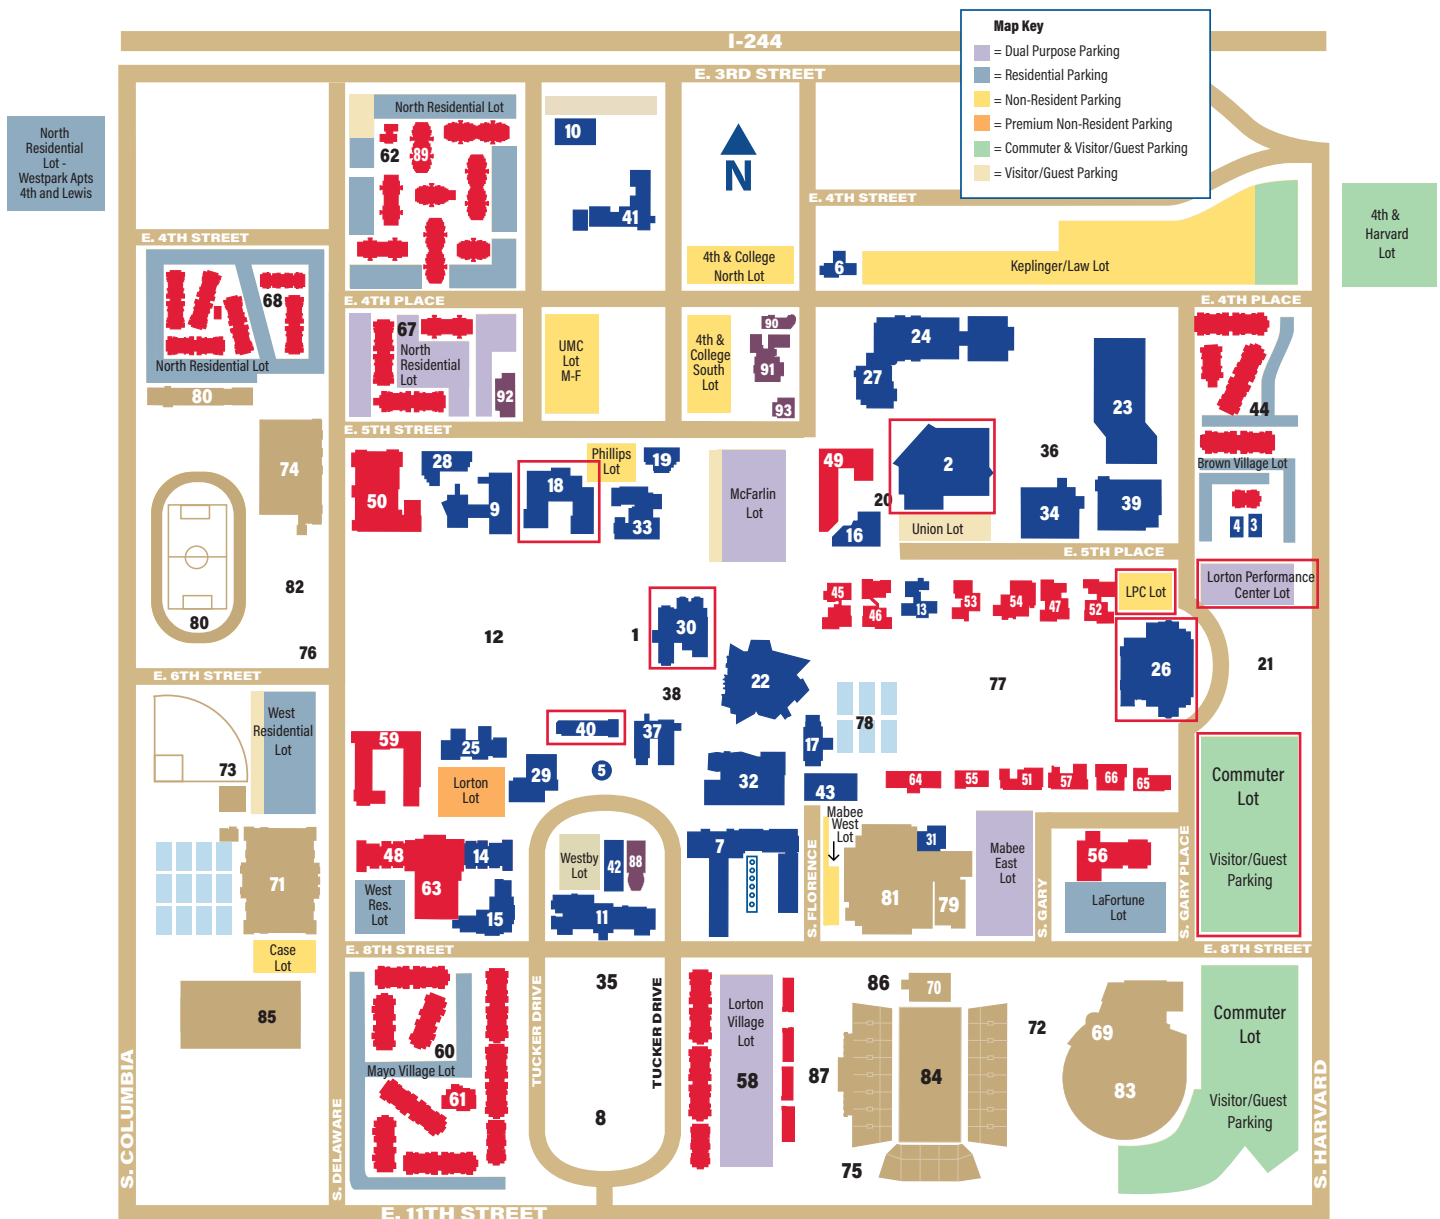 I-244
E. 3RD STREET
Map Key
= Dual Purpose Parking
= Residential Parking
= Non-Resident Parking
= Premium Non-Resident Parking
= Commuter & Visitor/Guest Parking
= Visitor/Guest Parking
North
Residential
Lot -
Westpark Apts
4th and Lewis
North Residential Lot
62
89
10
41
N
E. 4TH STREET
E. 4TH STREET
4th &
Harvard
Lot
4th & College
North Lot
6
Keplinger/Law Lot
68
North Residential Lot
E. 4TH PLACE
E. 4TH PLACE
67
North
Residential
Lot
92
UMC
Lot
M-F
4th &
College
South
Lot
90
91
93
24
27
23
44
Brown Village Lot
4
3
80
74
E. 5TH STREET
50
28
9
18
Phillips
Lot
19
33
McFarlin
Lot
49
20
16
2
Union Lot
36
34
39
E. 5TH PLACE
82
80
76
12
1
30
38
22
45
46
13
53
54
47
52
LPC Lot
Lorton Performance
Center Lot
26
21
77
78
E. 6TH STREET
West
Residential
Lot
73
59
25
Lorton
Lot
29
40
5
37
32
17
43
64
55
51
57
66
65
Commuter
Lot
Visitor/Guest
Parking
71
48
63
14
West
Res.
Lot
15
Westby
Lot
42
88
11
7
Mabee
West
Lot
S. FLORENCE
81
31
79
Mabee
East
Lot
S. GARY
56
LaFortune
Lot
S. GARY PLACE
Case
Lot
85
E. 8TH STREET
E. 8TH STREET
60
Mayo Village Lot
61
TUCKER DRIVE
35
8
TUCKER DRIVE
Lorton
Village
Lot
58
87
86
70
84
75
72
69
83
Commuter
Lot
Visitor/Guest
Parking
S. COLUMBIA
S. DELAWARE
S. HARVARD
E. 11TH STREET